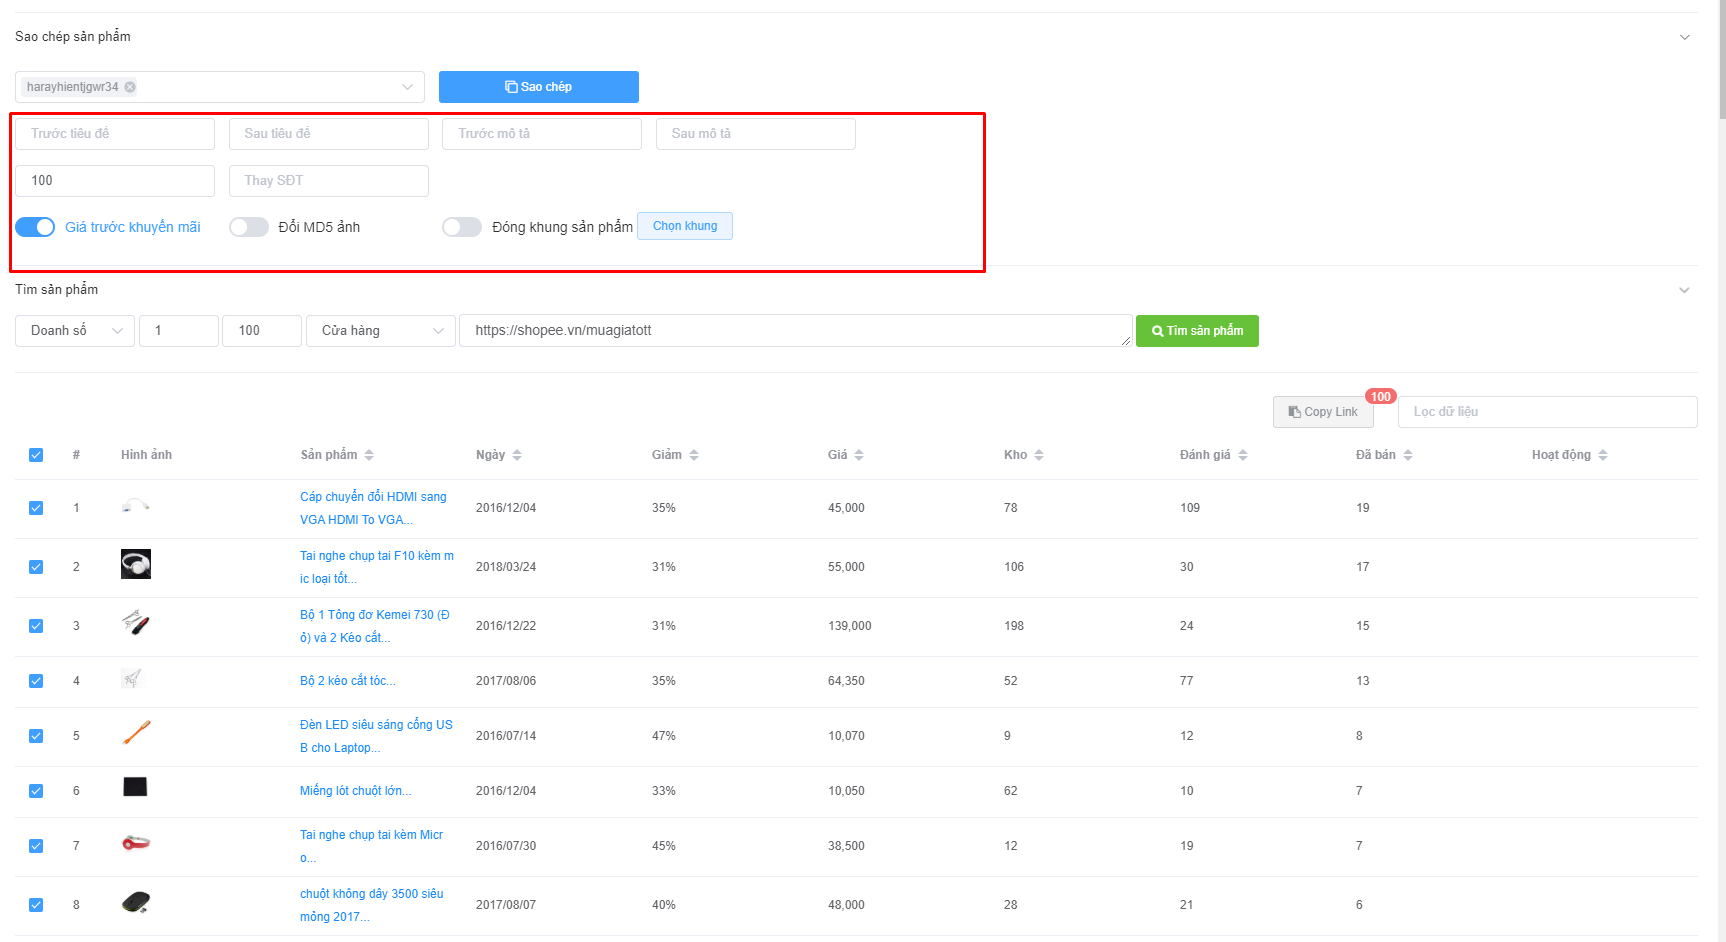 Sao chép sản phẩm
harayhientjgwr34
Sao chép
Trước tiêu đề
Sau tiêu đề
Trước mô tả
Sau mô tả
100
Thay SĐT
Giá trước khuyến mãi
Đổi MD5 ảnh
Đóng khung sản phẩm
Chọn khung
Tìm sản phẩm
Doanh số
1
100
Cửa hàng
https://shopee.vn/muagiatott
Tìm sản phẩm
Copy Link
100
Lọc dữ liệu
# Hình ảnh Sản phẩm Ngày Giảm Giá Kho Đánh giá Đã bán Hoạt động
1 Cáp chuyển đổi HDMI sang 2016/12/04 35% 45,000 78 109 19
VGA HDMI To VGA...
2 Tai nghe chụp tai F10 kèm m 2018/03/24 31% 55,000 106 30 17
ic loại tốt...
3 Bộ 1 Tông đơ Kemei 730 (Đ 2016/12/22 31% 139,000 198 24 15
ỏ) và 2 Kéo cắt...
4 Bộ 2 kéo cắt tóc... 2017/08/06 35% 64,350 52 77 13
5 Đèn LED siêu sáng cổng US 2016/07/14 47% 10,070 9 12 8
B cho Laptop...
6 Miếng lót chuột lớn... 2016/12/04 33% 10,050 62 10 7
7 Tai nghe chụp tai kèm Micr 2016/07/30 45% 38,500 12 19 7
o...
8 chuột không dây 3500 siêu 2017/08/07 40% 48,000 28 21 6
mỏng 2017...